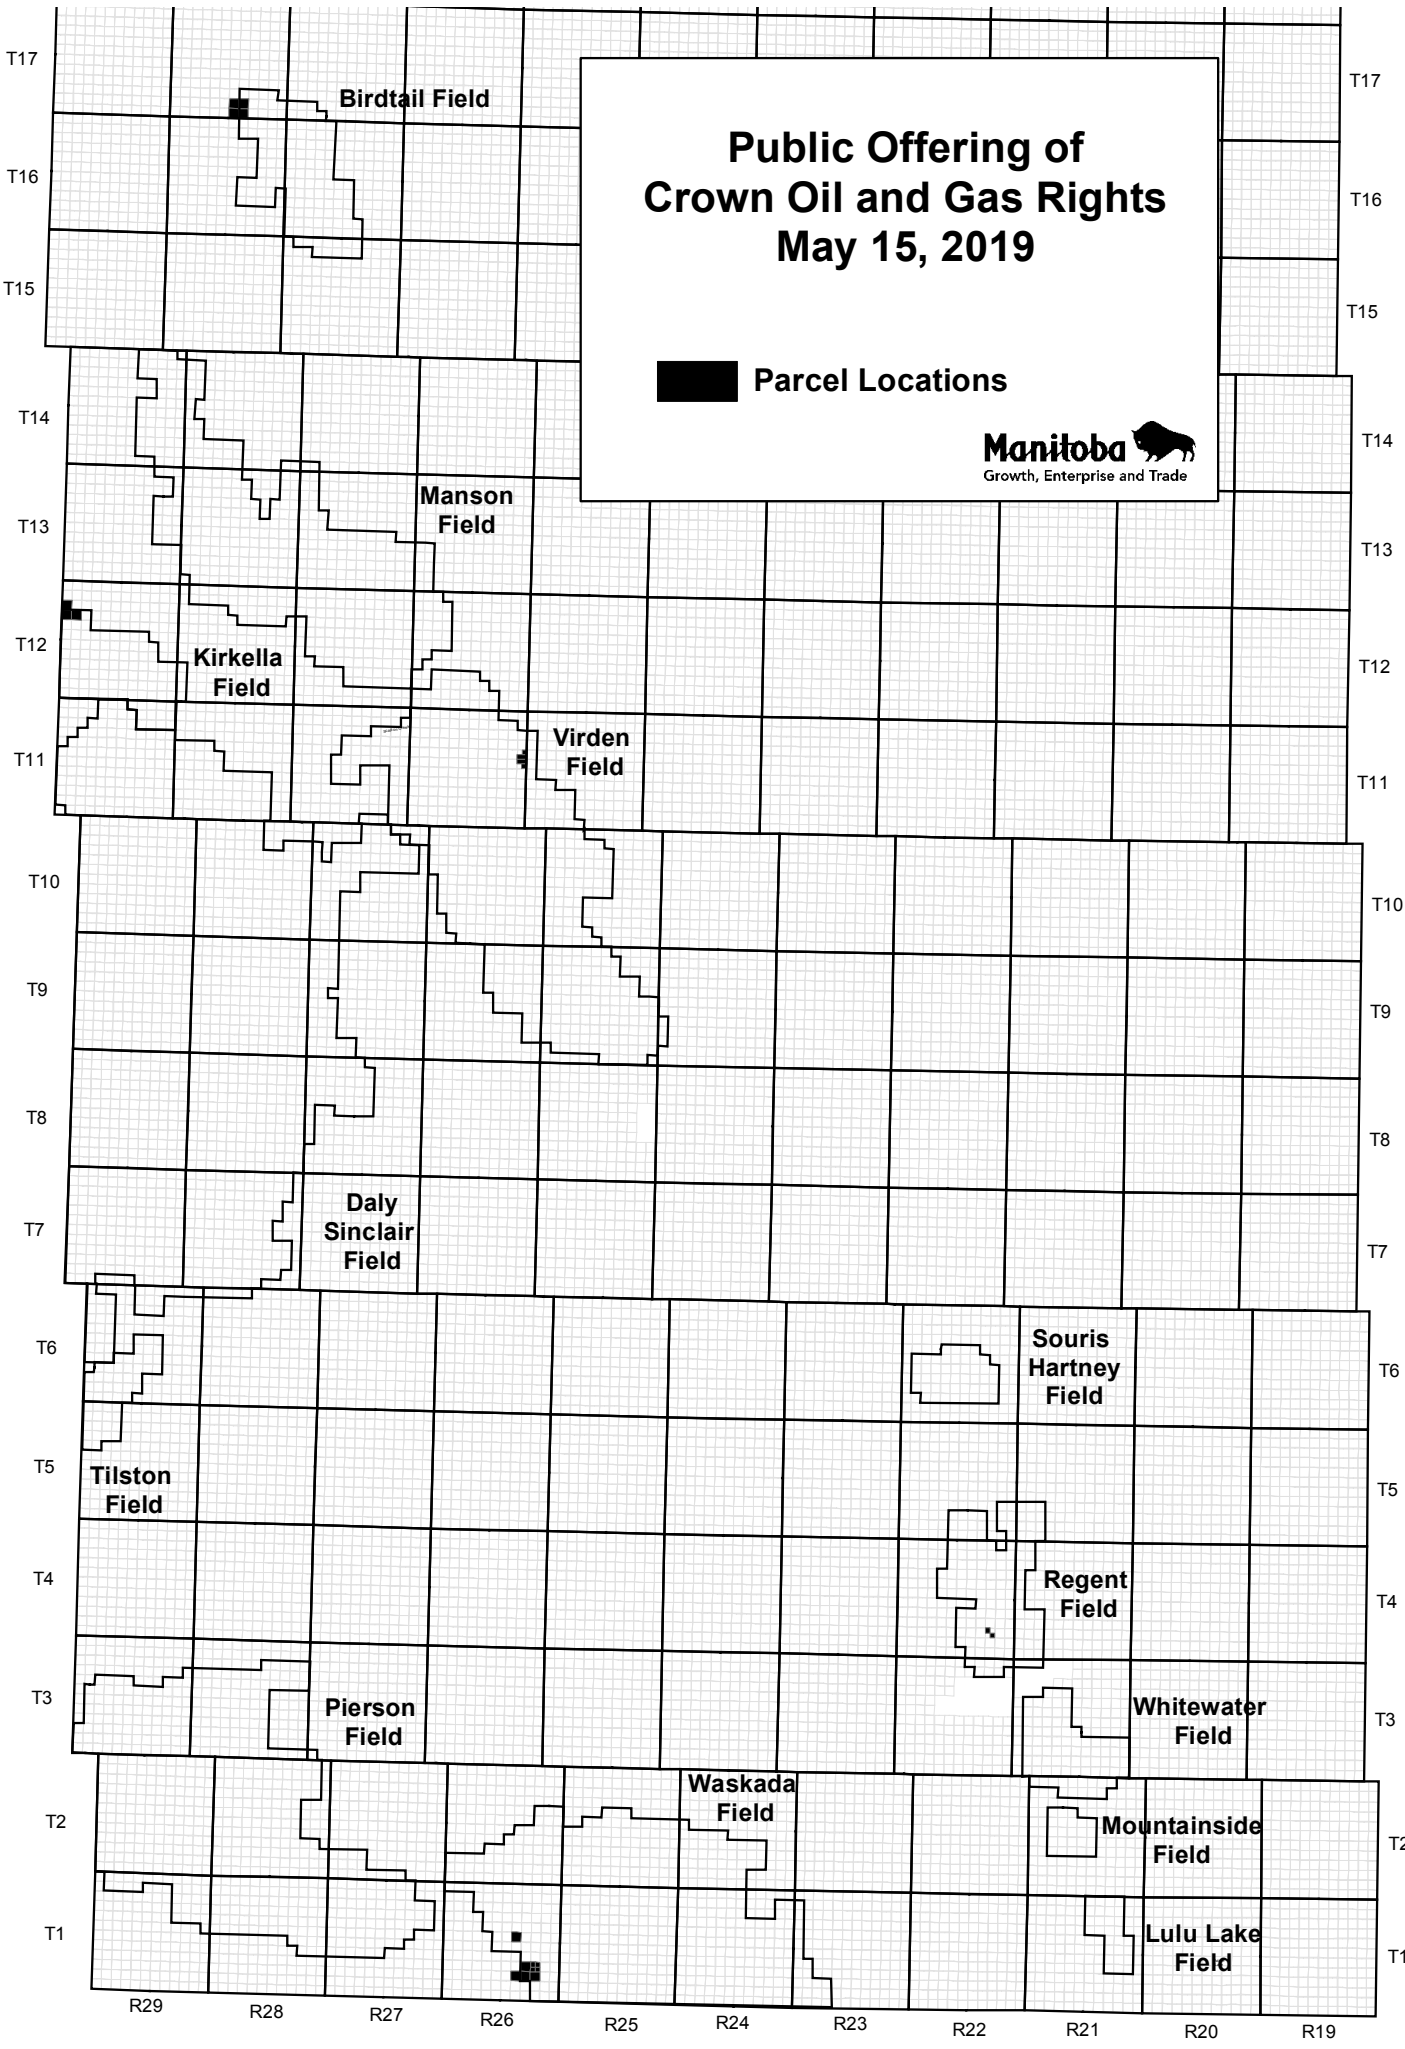 T17
T17
Birdtail Field
Public Offering of
Crown Oil and Gas Rights
May 15, 2019
T16
T16
T15
T15
Parcel Locations
T14
T14
Manitoba
Growth, Enterprise and Trade
Manson
Field
T13
T13
T12
T12
Kirkella
Field
Virden
Field
T11
T11
T10
T10
T9
T9
T8
T8
Daly
Sinclair
Field
T7
T7
Souris
Hartney
Field
T6
T6
T5
T5
Tilston
Field
T4
T4
Regent
Field
T3
T3
Pierson
Field
Whitewater
Field
Waskada
Field
T2
T2
Mountainside
Field
T1
T1
Lulu Lake
Field
R29
R28
R27
R26
R25
R24
R23
R22
R21
R20
R19